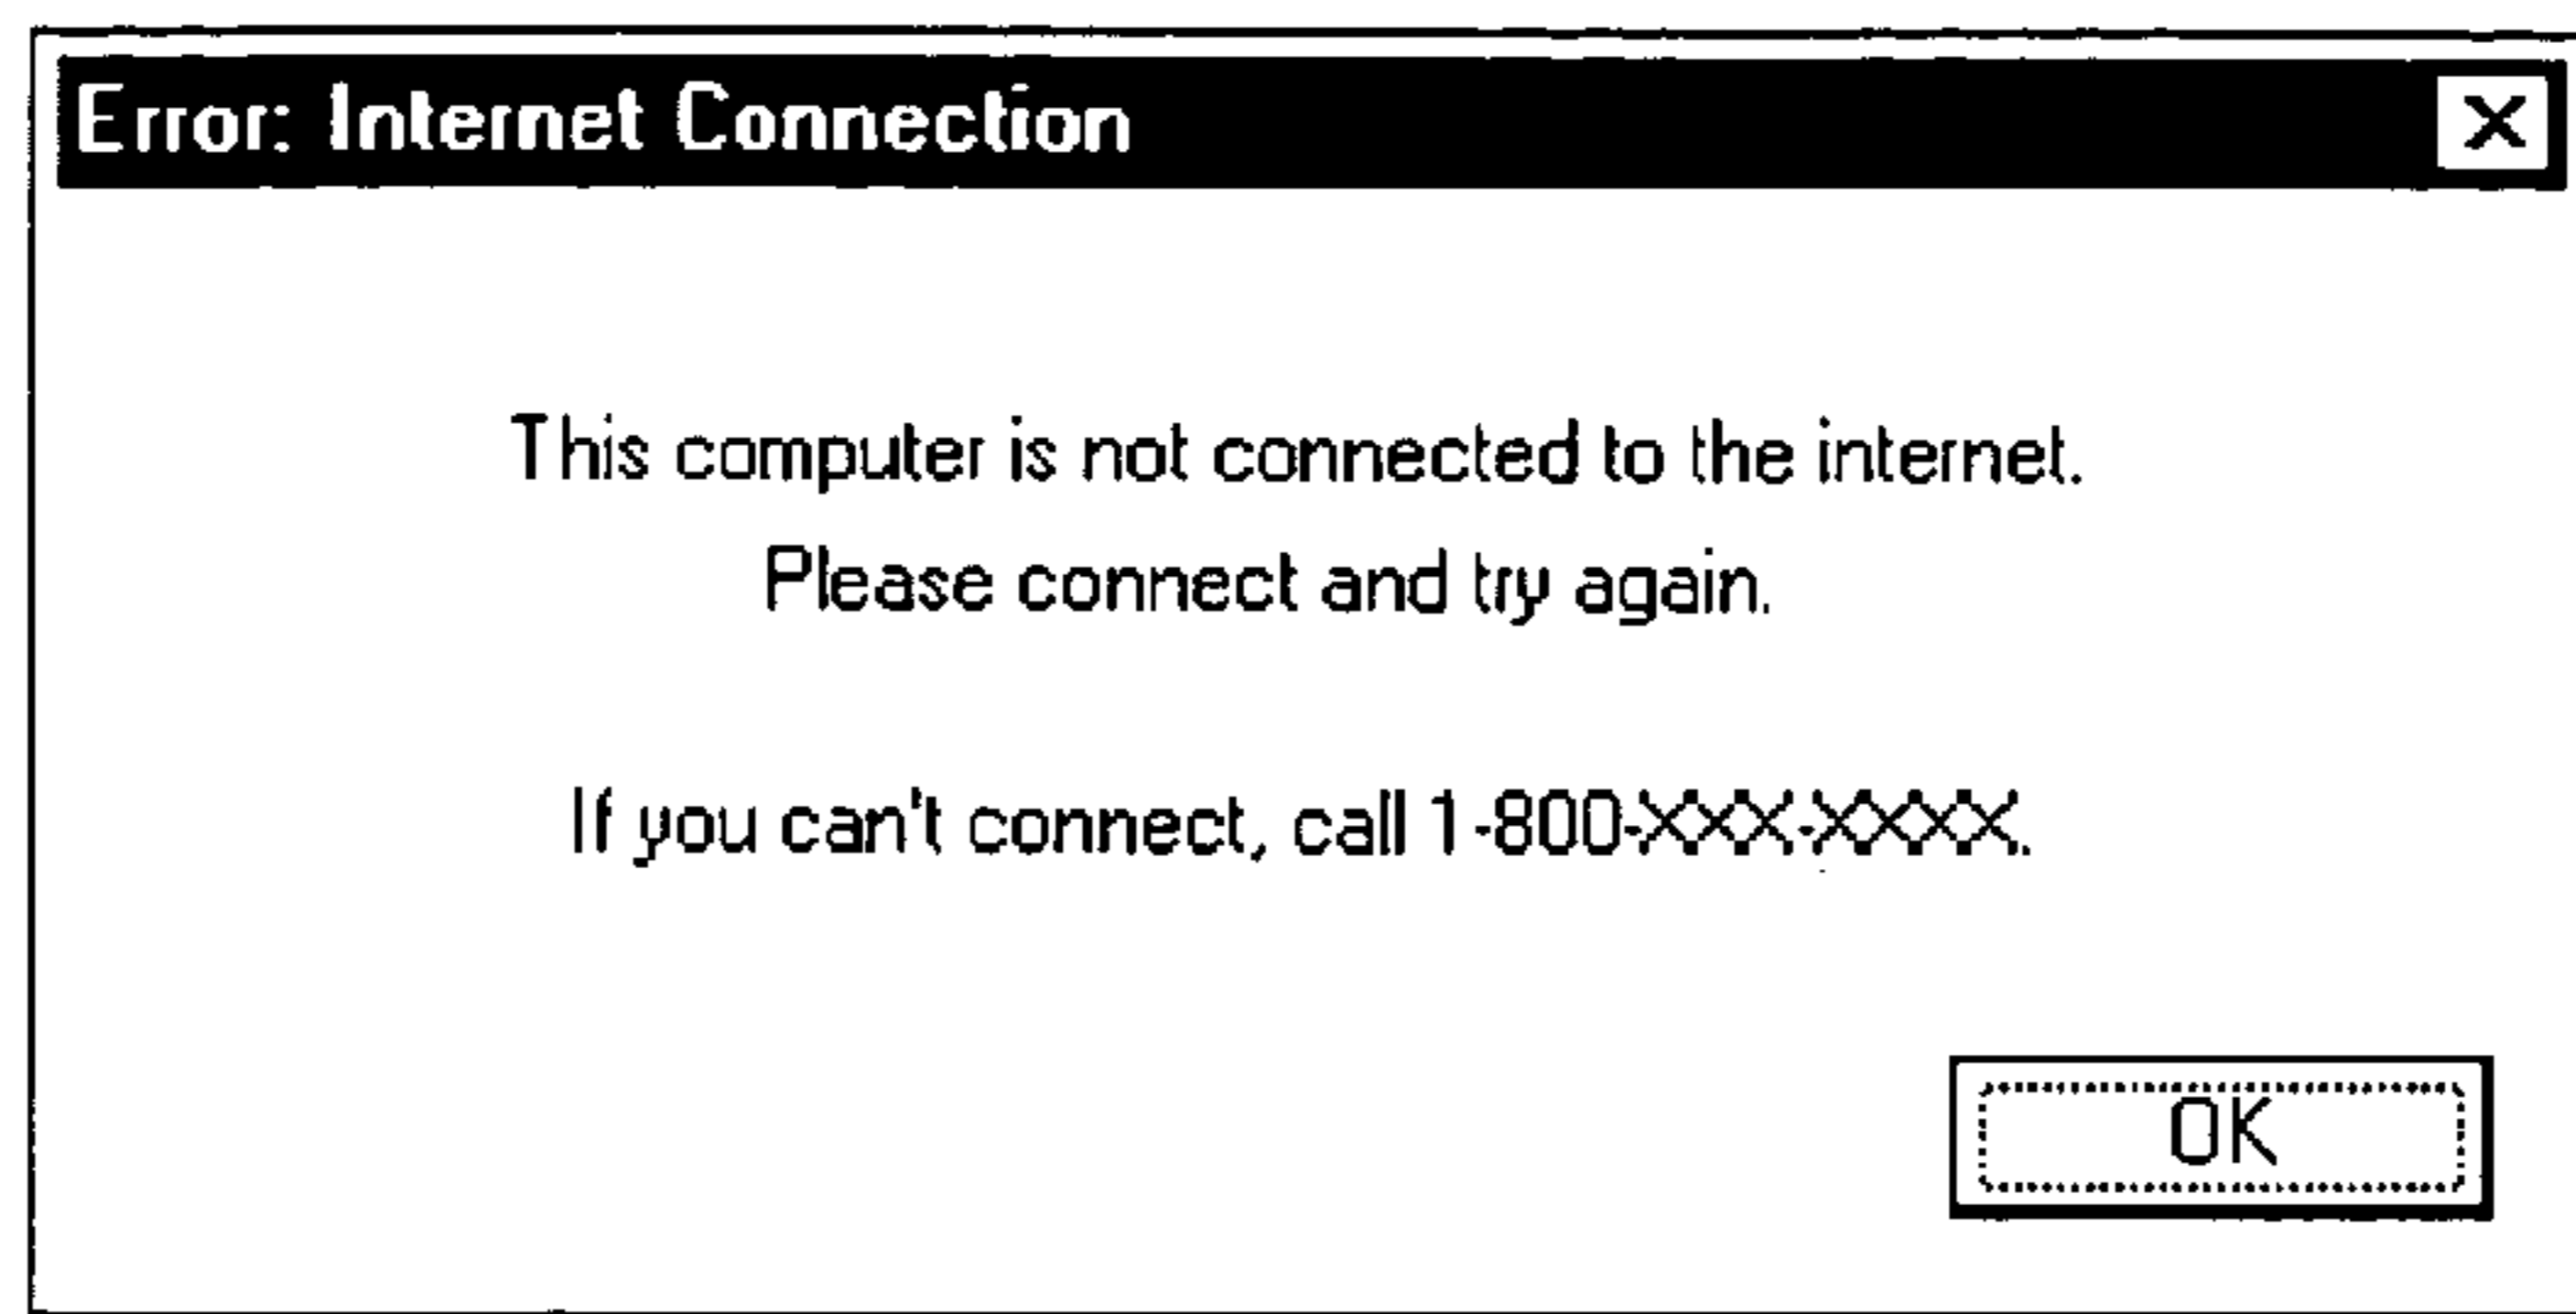 Error: Internet Connection
This computer is not connected to the internet.
Please connect and try again.
If you can't connect, call 1-800-XXX-XXXX.
OK